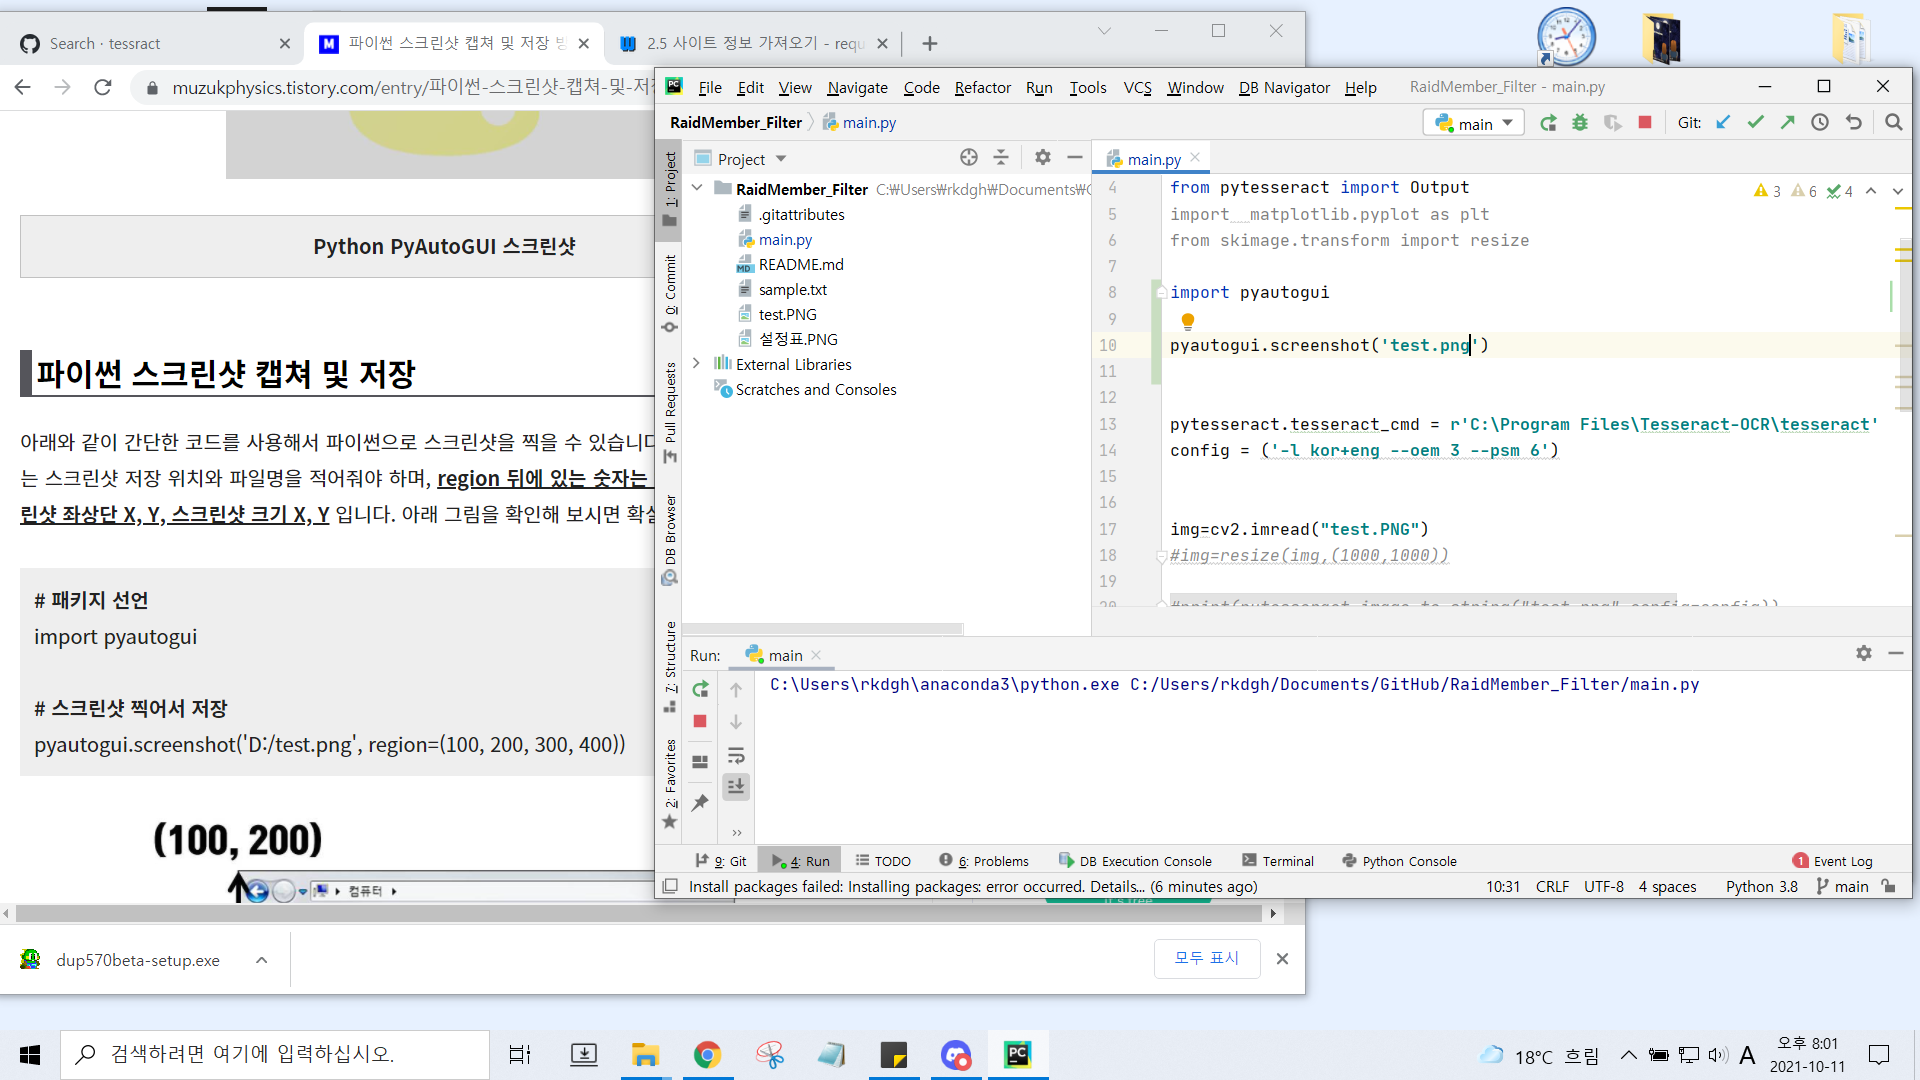 Search · tessract
파이썬 스크린샷 캡쳐 및 저장 방
2.5 사이트 정보 가져오기 - requ
muzukphysics.tistory.com/entry/파이썬-스크린샷-캡쳐-및-저장
Python PyAutoGUI 스크린샷
파이썬 스크린샷 캡쳐 및 저장
아래와 같이 간단한 코드를 사용해서 파이썬으로 스크린샷을 찍을 수 있습니다
는 스크린샷 저장 위치와 파일명을 적어줘야 하며, region 뒤에 있는 숫자는
린샷 좌상단 X, Y, 스크린샷 크기 X, Y 입니다. 아래 그림을 확인해 보시면 확실
# 패키지 선언
import pyautogui
# 스크린샷 찍어서 저장
pyautogui.screenshot('D:/test.png', region=(100, 200, 300, 400))
(100, 200)
컴퓨터
It's free
dup570beta-setup.exe
모두 표시
File Edit View Navigate Code Refactor Run Tools VCS Window DB Navigator Help
RaidMember_Filter - main.py
RaidMember_Filter
main.py
main
Git:
1: Project
0: Commit
Pull Requests
DB Browser
7: Structure
2: Favorites
Project
RaidMember_Filter C:₩Users₩rkdgh₩Documents₩G
.gitattributes
main.py
README.md
sample.txt
test.PNG
설정표.PNG
External Libraries
Scratches and Consoles
main.py
3 6 4
4 from pytesseract import Output
5 import matplotlib.pyplot as plt
6 from skimage.transform import resize
7
8 import pyautogui
9
10 pyautogui.screenshot('test.png')
11
12
13 pytesseract.tesseract_cmd = r'C:\Program Files\Tesseract-OCR\tesseract'
14 config = ('-l kor+eng --oem 3 --psm 6')
15
16
17 img=cv2.imread("test.PNG")
18 #img=resize(img,(1000,1000))
19
20 #print(pytesseract.image_to_string("test.png",config=config))
Run: main
C:\Users\rkdgh\anaconda3\python.exe C:/Users/rkdgh/Documents/GitHub/RaidMember_Filter/main.py
9: Git
4: Run
TODO
6: Problems
DB Execution Console
Terminal
Python Console
1 Event Log
Install packages failed: Installing packages: error occurred. Details... (6 minutes ago)
10:31 CRLF UTF-8 4 spaces Python 3.8 main
검색하려면 여기에 입력하십시오.
18°C 흐림
A
오후 8:01
2021-10-11